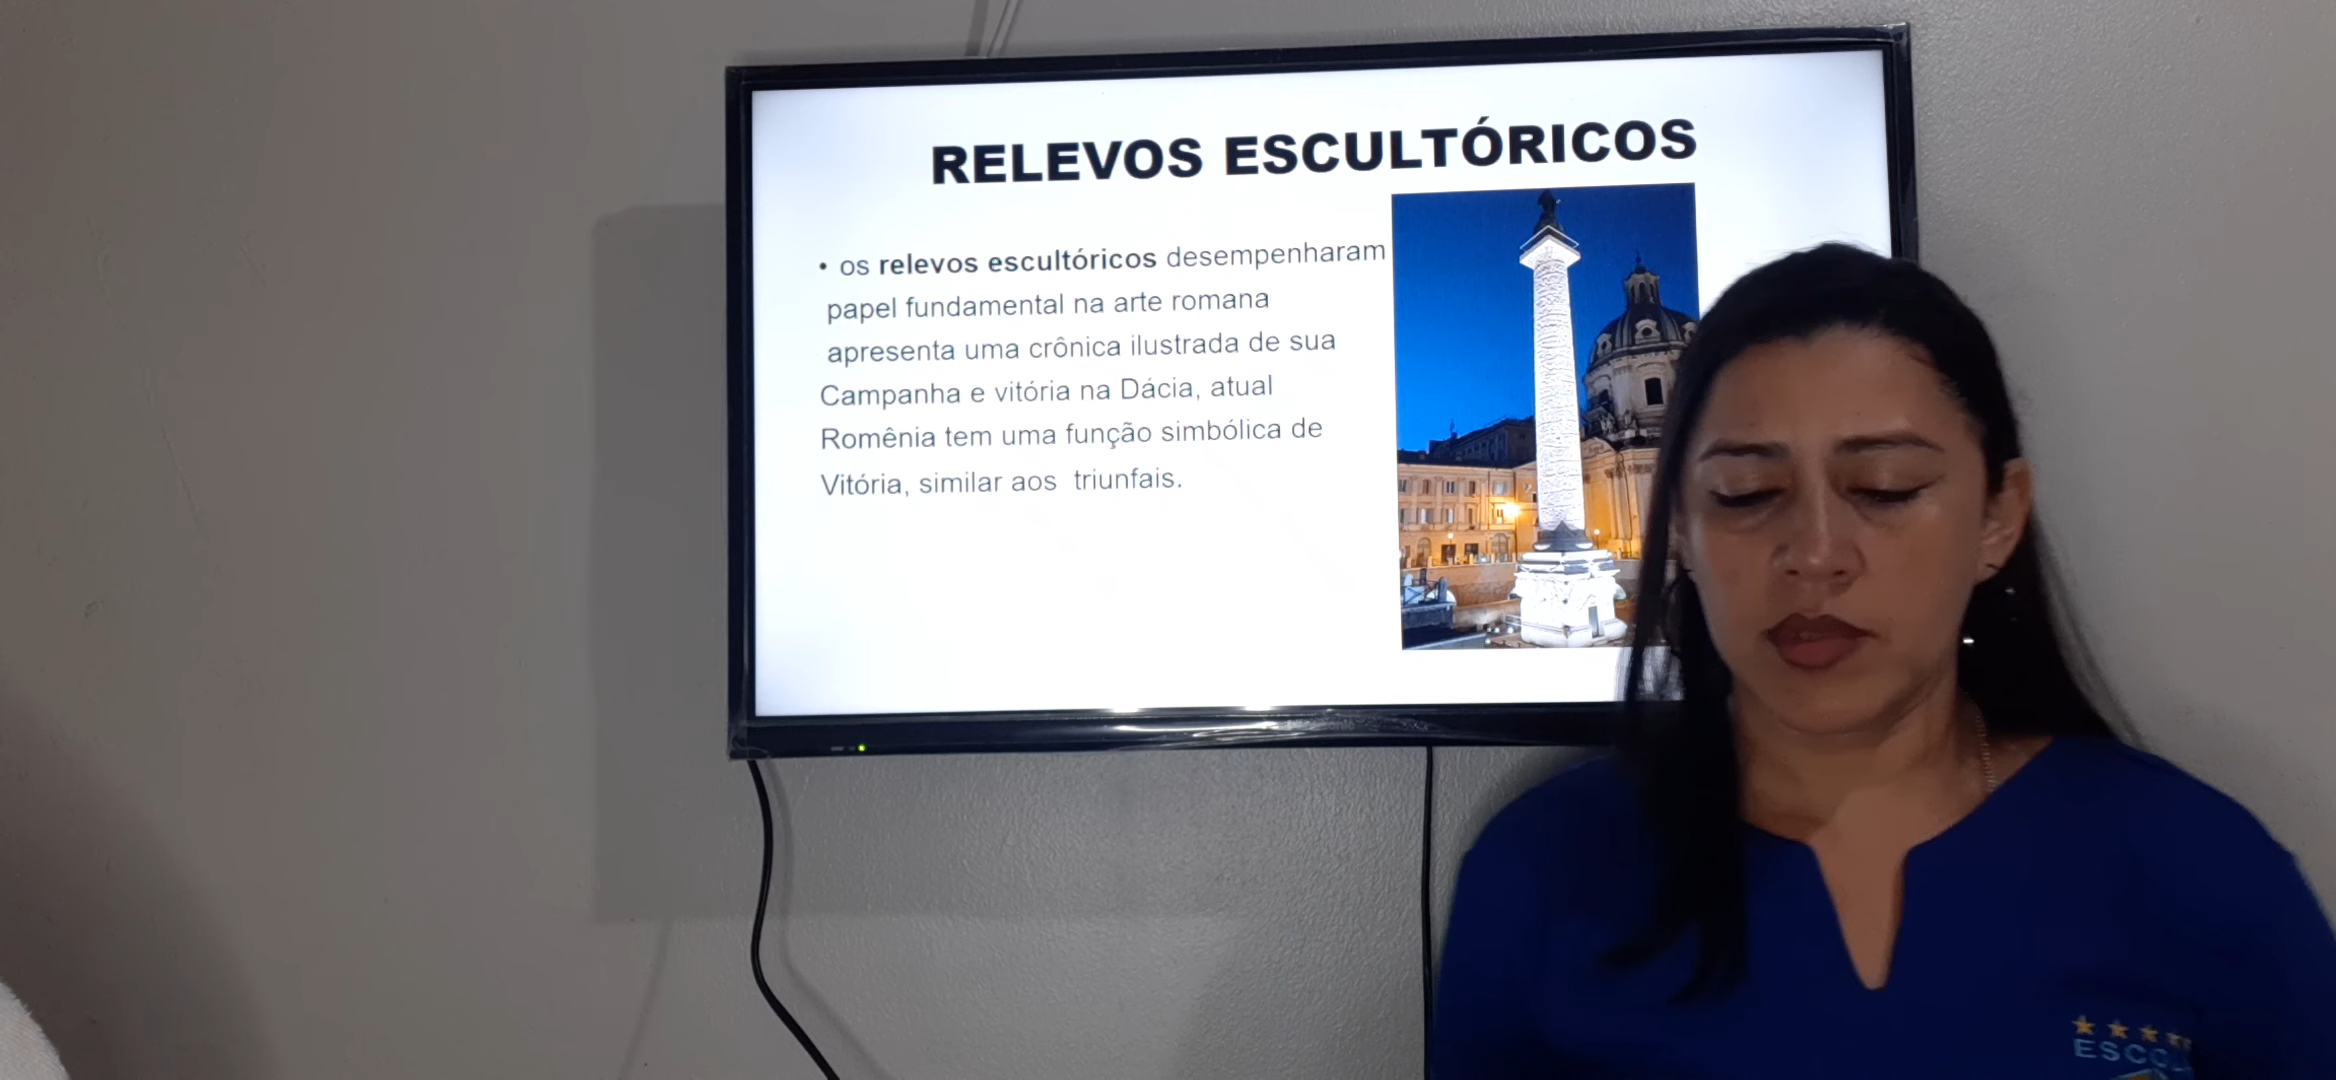 RELEVOS ESCULTÓRICOS
• os relevos escultóricos desempenharam
papel fundamental na arte romana
apresenta uma crônica ilustrada de sua
Campanha e vitória na Dácia, atual
Romênia tem uma função simbólica de
Vitória, similar aos triunfais.